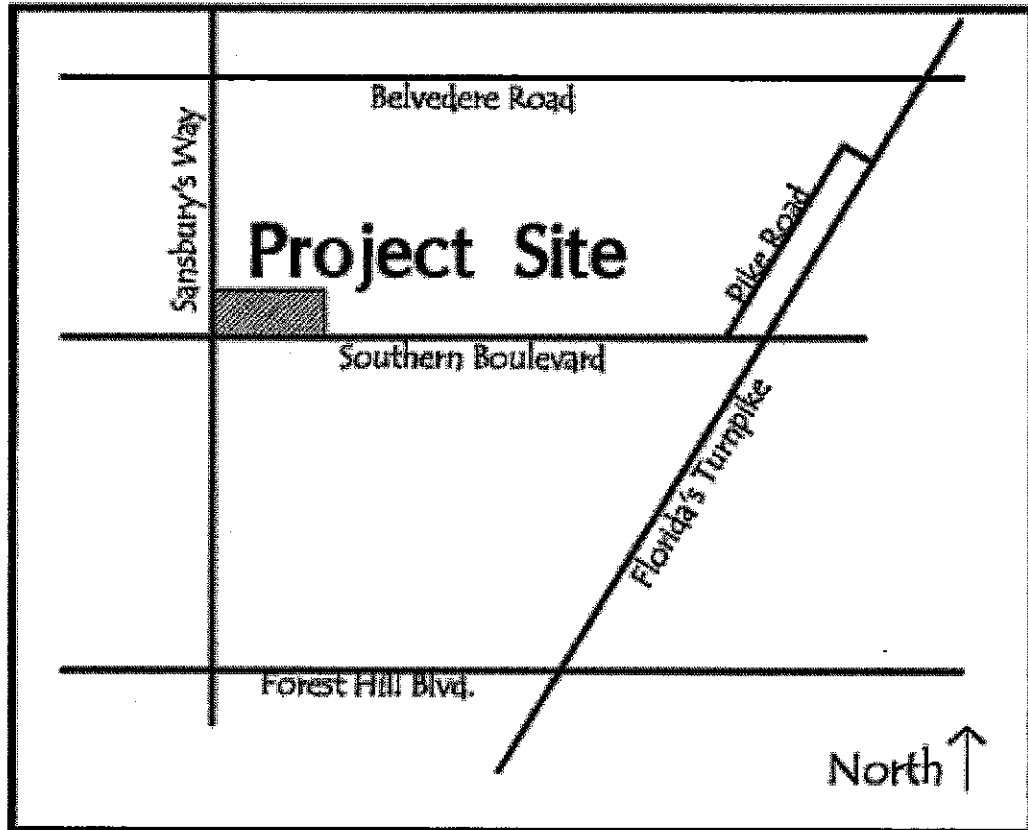 Belvedere Road
Sansbury's Way
Project Site
Pike Road
Southern Boulevard
Florida's Turnpike
Forest Hill Blvd.
North